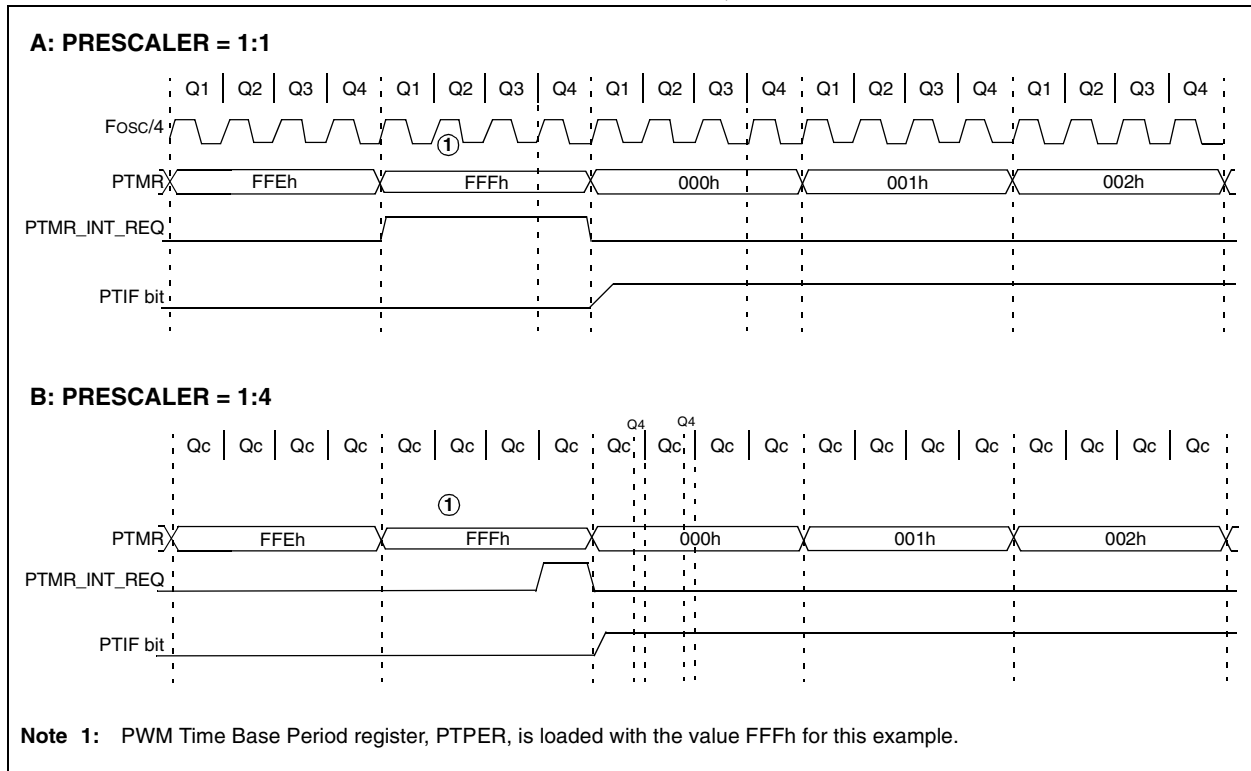 A: PRESCALER = 1:1
Q1 Q2 Q3 Q4 Q1 Q2 Q3 Q4 Q1 Q2 Q3 Q4 Q1 Q2 Q3 Q4 Q1 Q2 Q3 Q4
FOSC/4
1
PTMR FFEh FFFh 000h 001h 002h
PTMR_INT_REQ
PTIF bit
B: PRESCALER = 1:4
Q4 Q4
Qc Qc Qc Qc Qc Qc Qc Qc Qc Qc Qc Qc Qc Qc Qc Qc Qc Qc Qc Qc
1
PTMR FFEh FFFh 000h 001h 002h
PTMR_INT_REQ
PTIF bit
Note 1: PWM Time Base Period register, PTPER, is loaded with the value FFFh for this example.